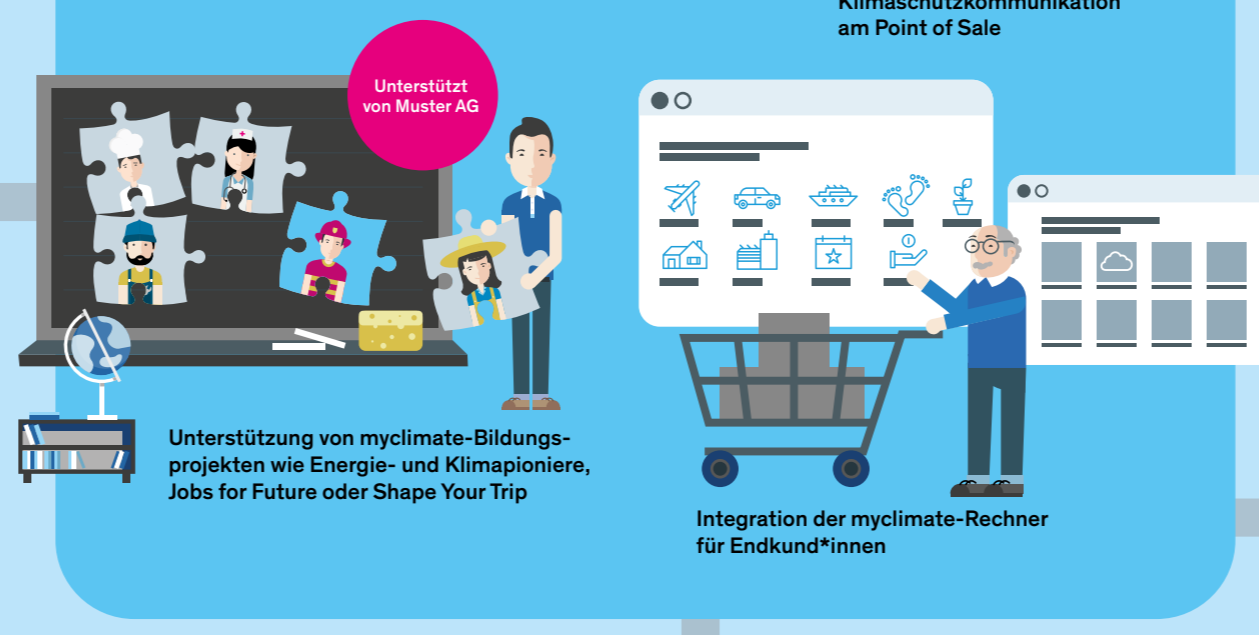 Klimaschutzkommunikation
am Point of Sale
Unterstützt
von Muster AG
Unterstützung von myclimate-Bildungs-
projekten wie Energie- und Klimapioniere,
Jobs for Future oder Shape Your Trip
Integration der myclimate-Rechner
für Endkund*innen